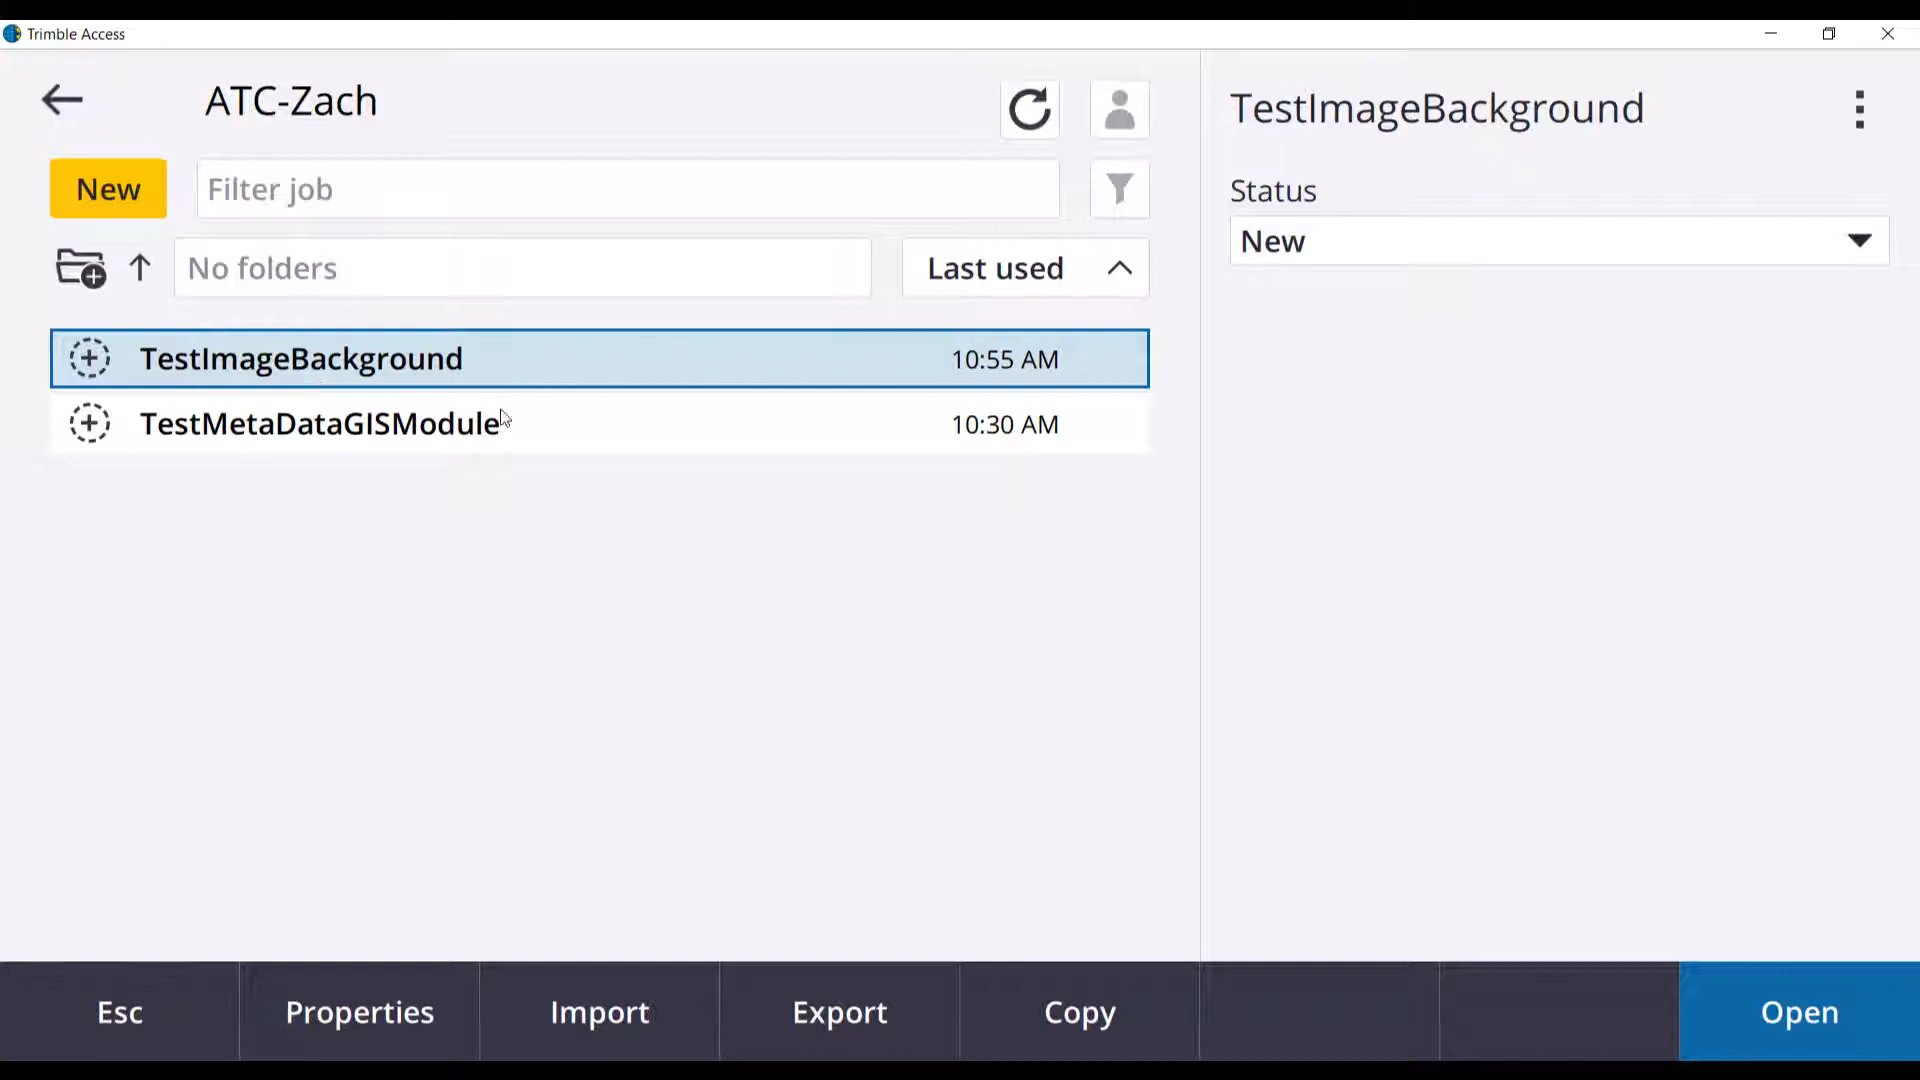 Trimble Access
ATC-Zach
New
Filter job
No folders
Last used
TestImageBackground 10:55 AM
TestMetaDataGISModule 10:30 AM
TestImageBackground
Status
New
Esc
Properties
Import
Export
Copy
Open